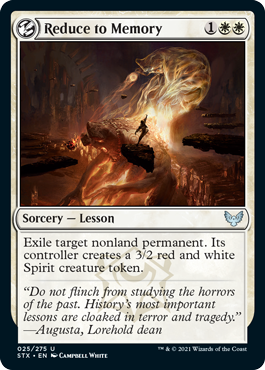 Reduce to Memory 1
Sorcery — Lesson
Exile target nonland permanent. Its
controller creates a 3/2 red and white
Spirit creature token.
“Do not flinch from studying the horrors
of the past. History’s most important
lessons are cloaked in terror and tragedy.”
—Augusta, Lorehold dean
025/275 U
STX • EN Campbell White
™ & © 2021 Wizards of the Coast